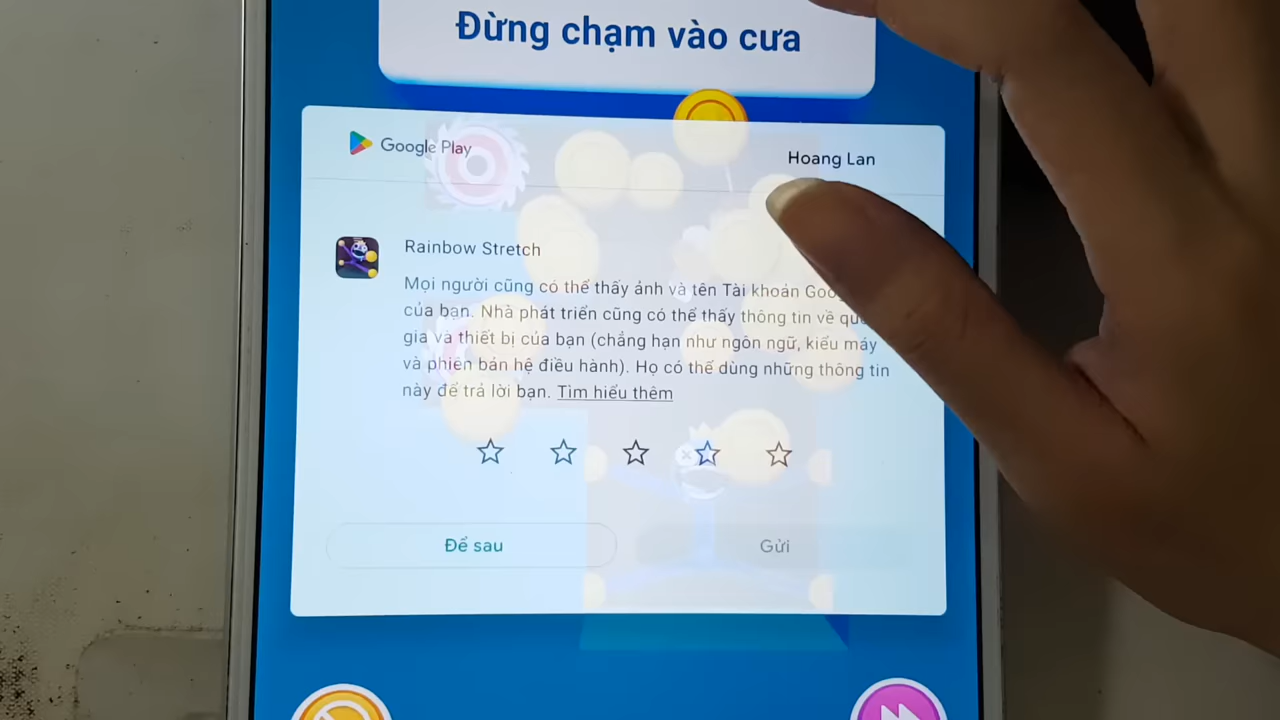 Đừng chạm vào cưa
Google Play
Hoang Lan
Rainbow Stretch
Mọi người cũng có thể thấy ảnh và tên Tài khoản
của bạn. Nhà phát triển cũng có thể thấy thông tin về
gia và thiết bị của bạn (chẳng hạn như ngôn ngữ, kiểu máy
và phiên bản hệ điều hành). Họ có thể dùng những thông tin
này để trả lời bạn. Tìm hiểu thêm
Để sau
Gửi